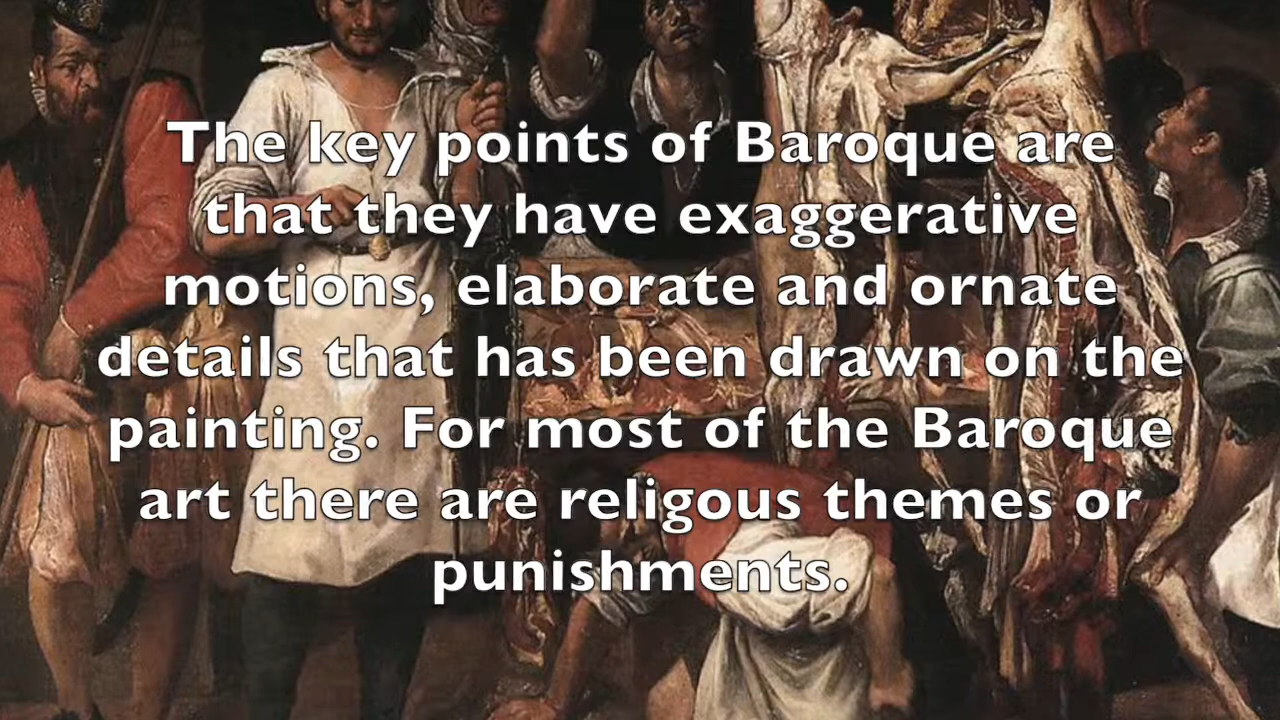 The key points of Baroque are
that they have exaggerative
motions, elaborate and ornate
details that has been drawn on the
painting. For most of the Baroque
art there are religous themes or
punishments.